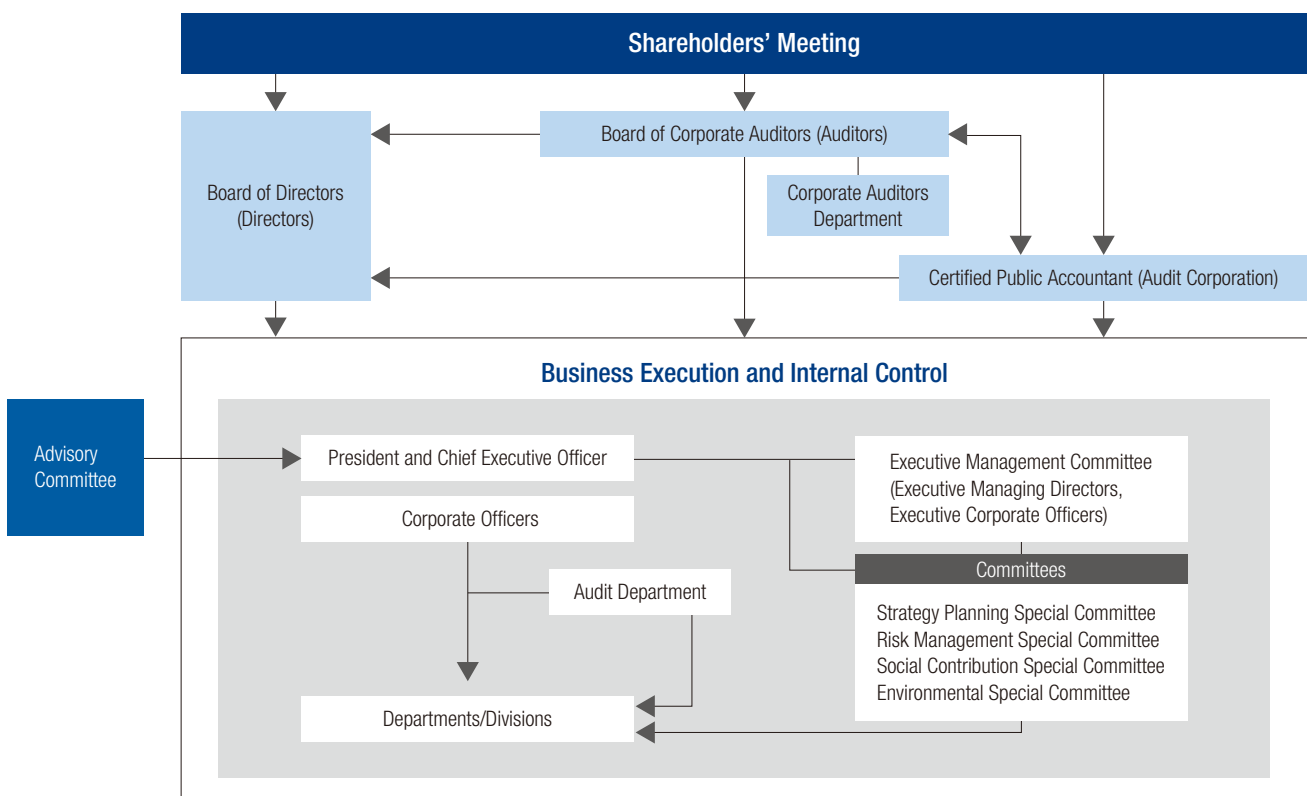 Shareholders’ Meeting
Board of Corporate Auditors (Auditors)
Board of Directors
(Directors)
Corporate Auditors
Department
Certified Public Accountant (Audit Corporation)
Business Execution and Internal Control
Advisory
Committee
President and Chief Executive Officer
Corporate Officers
Audit Department
Departments/Divisions
Executive Management Committee
(Executive Managing Directors,
Executive Corporate Officers)
Committees
Strategy Planning Special Committee
Risk Management Special Committee
Social Contribution Special Committee
Environmental Special Committee